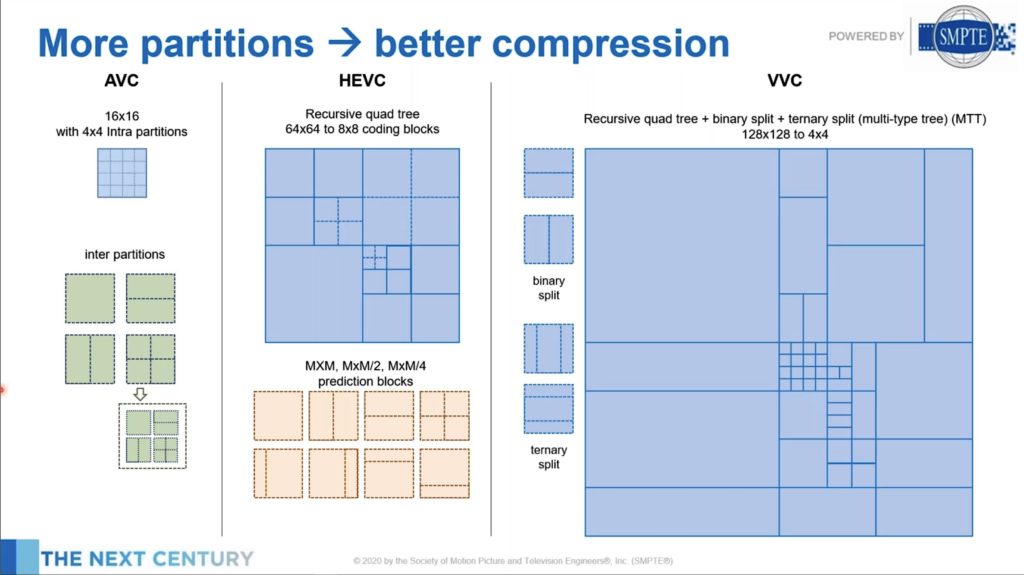 More partitions → better compression
POWERED BY
SMPTE
AVC
16x16
with 4x4 Intra partitions
inter partitions
HEVC
Recursive quad tree
64x64 to 8x8 coding blocks
MXM, MxM/2, MxM/4
prediction blocks
VVC
Recursive quad tree + binary split + ternary split (multi-type tree) (MTT)
128x128 to 4x4
binary
split
ternary
split
THE NEXT CENTURY
© 2020 by the Society of Motion Picture and Television Engineers®, Inc. (SMPTE®)